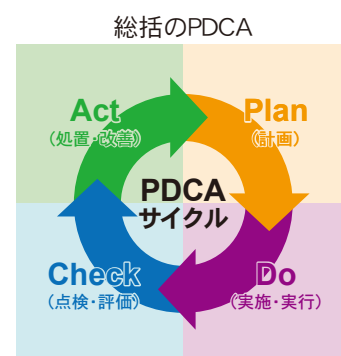 総括のPDCA
Act
（処置・改善）
Plan
（計画）
PDCA
サイクル
Check
（点検・評価）
Do
（実施・実行）